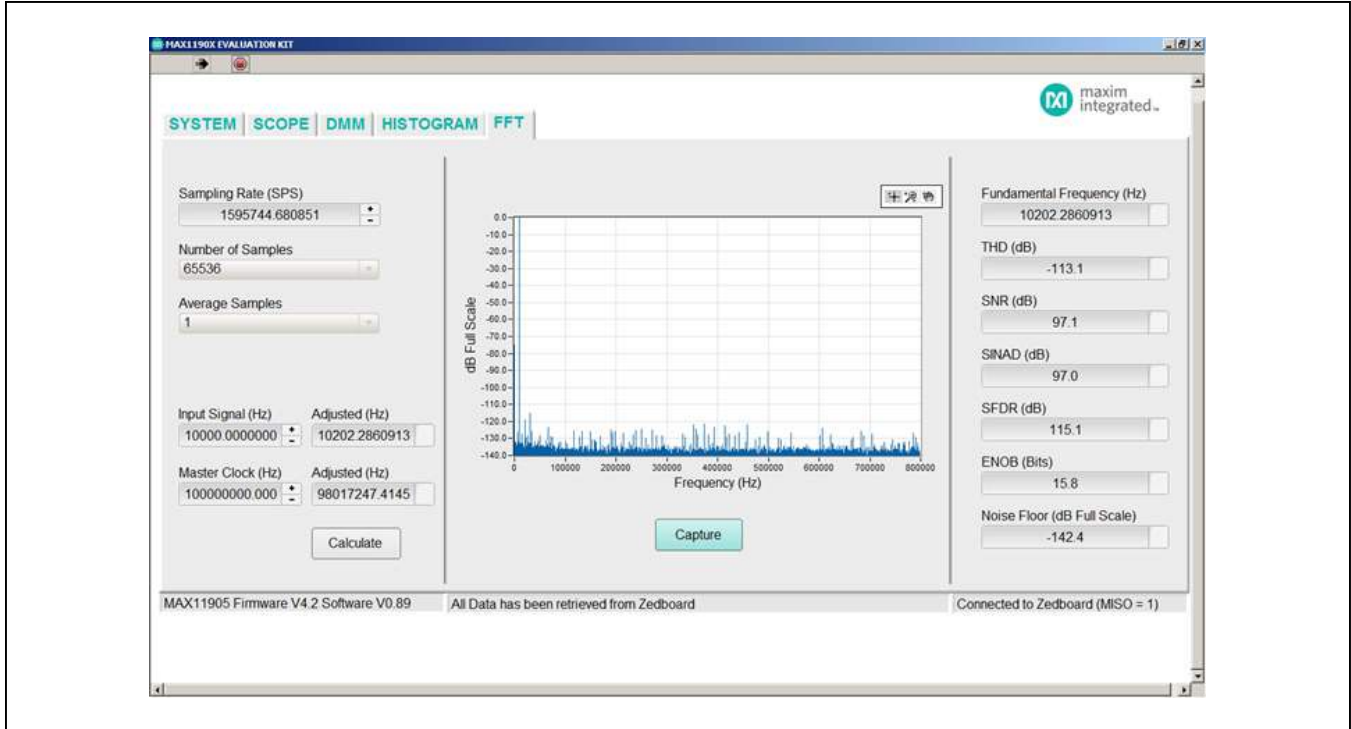 MAX1190X EVALUATION KIT
maxim
integrated™
SYSTEM SCOPE DMM HISTOGRAM FFT
Sampling Rate (SPS)
1595744.680851
Number of Samples
65536
Average Samples
1
Input Signal (Hz) Adjusted (Hz)
10000.0000000 10202.2860913
Master Clock (Hz) Adjusted (Hz)
100000000.000 98017247.4145
Calculate
dB Full Scale
0.0
-10.0
-20.0
-30.0
-40.0
-50.0
-60.0
-70.0
-80.0
-90.0
-100.0
-110.0
-120.0
-130.0
-140.0
0 100000 200000 300000 400000 500000 600000 700000 800000
Frequency (Hz)
Capture
Fundamental Frequency (Hz)
10202.2860913
THD (dB)
-113.1
SNR (dB)
97.1
SINAD (dB)
97.0
SFDR (dB)
115.1
ENOB (Bits)
15.8
Noise Floor (dB Full Scale)
-142.4
MAX11905 Firmware V4.2 Software V0.89 All Data has been retrieved from Zedboard Connected to Zedboard (MISO = 1)